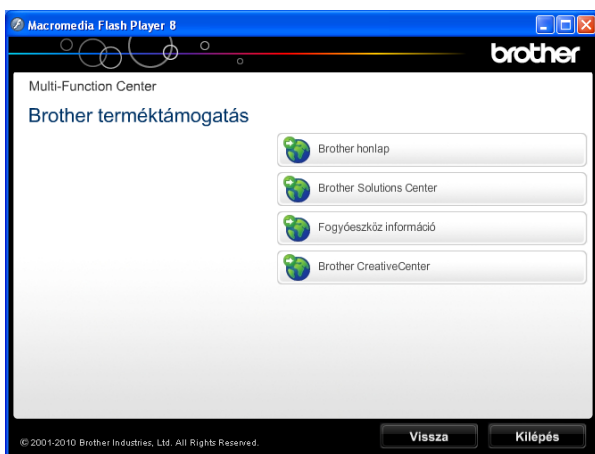 Macromedia Flash Player 8
brother
Multi-Function Center
Brother terméktámogatás
Brother honlap
Brother Solutions Center
Fogyóeszköz információ
Brother CreativeCenter
© 2001-2010 Brother Industries, Ltd. All Rights Reserved.
Vissza
Kilépés